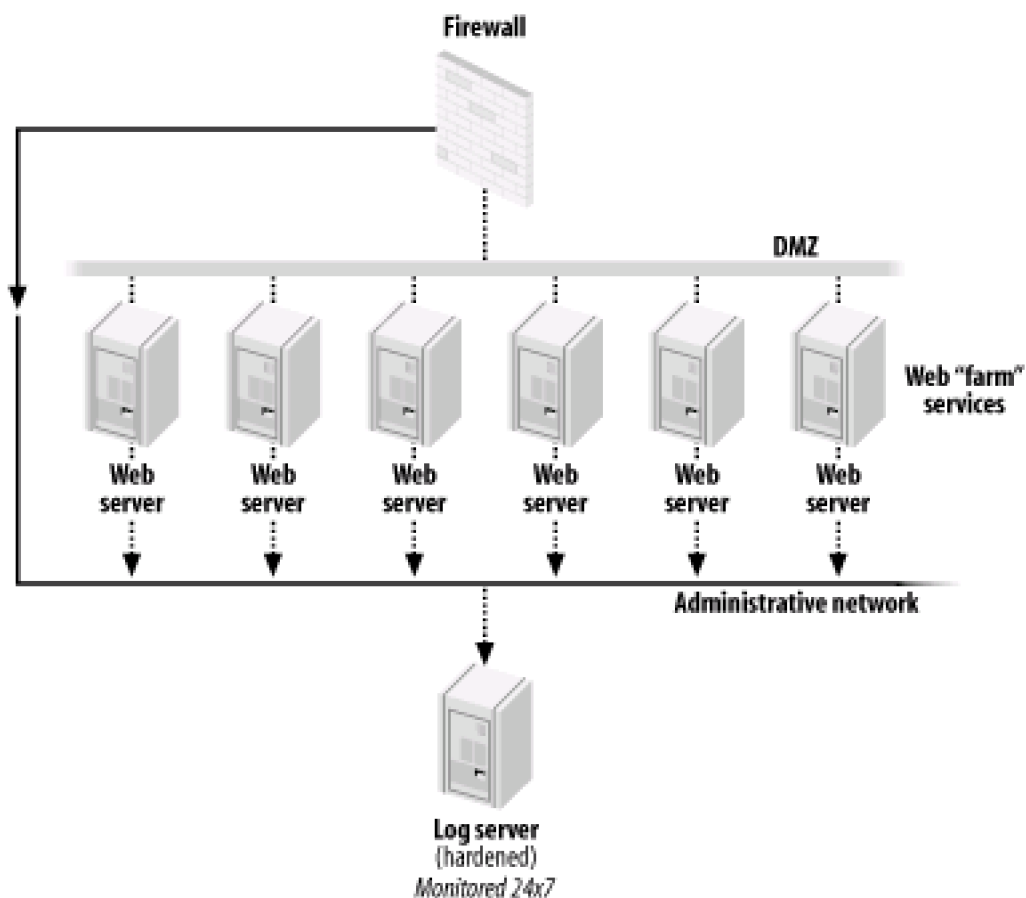 Firewall
DMZ
Web “farm”
services
Web
server
Web
server
Web
server
Web
server
Web
server
Web
server
Administrative network
Log server
(hardened)
Monitored 24x7